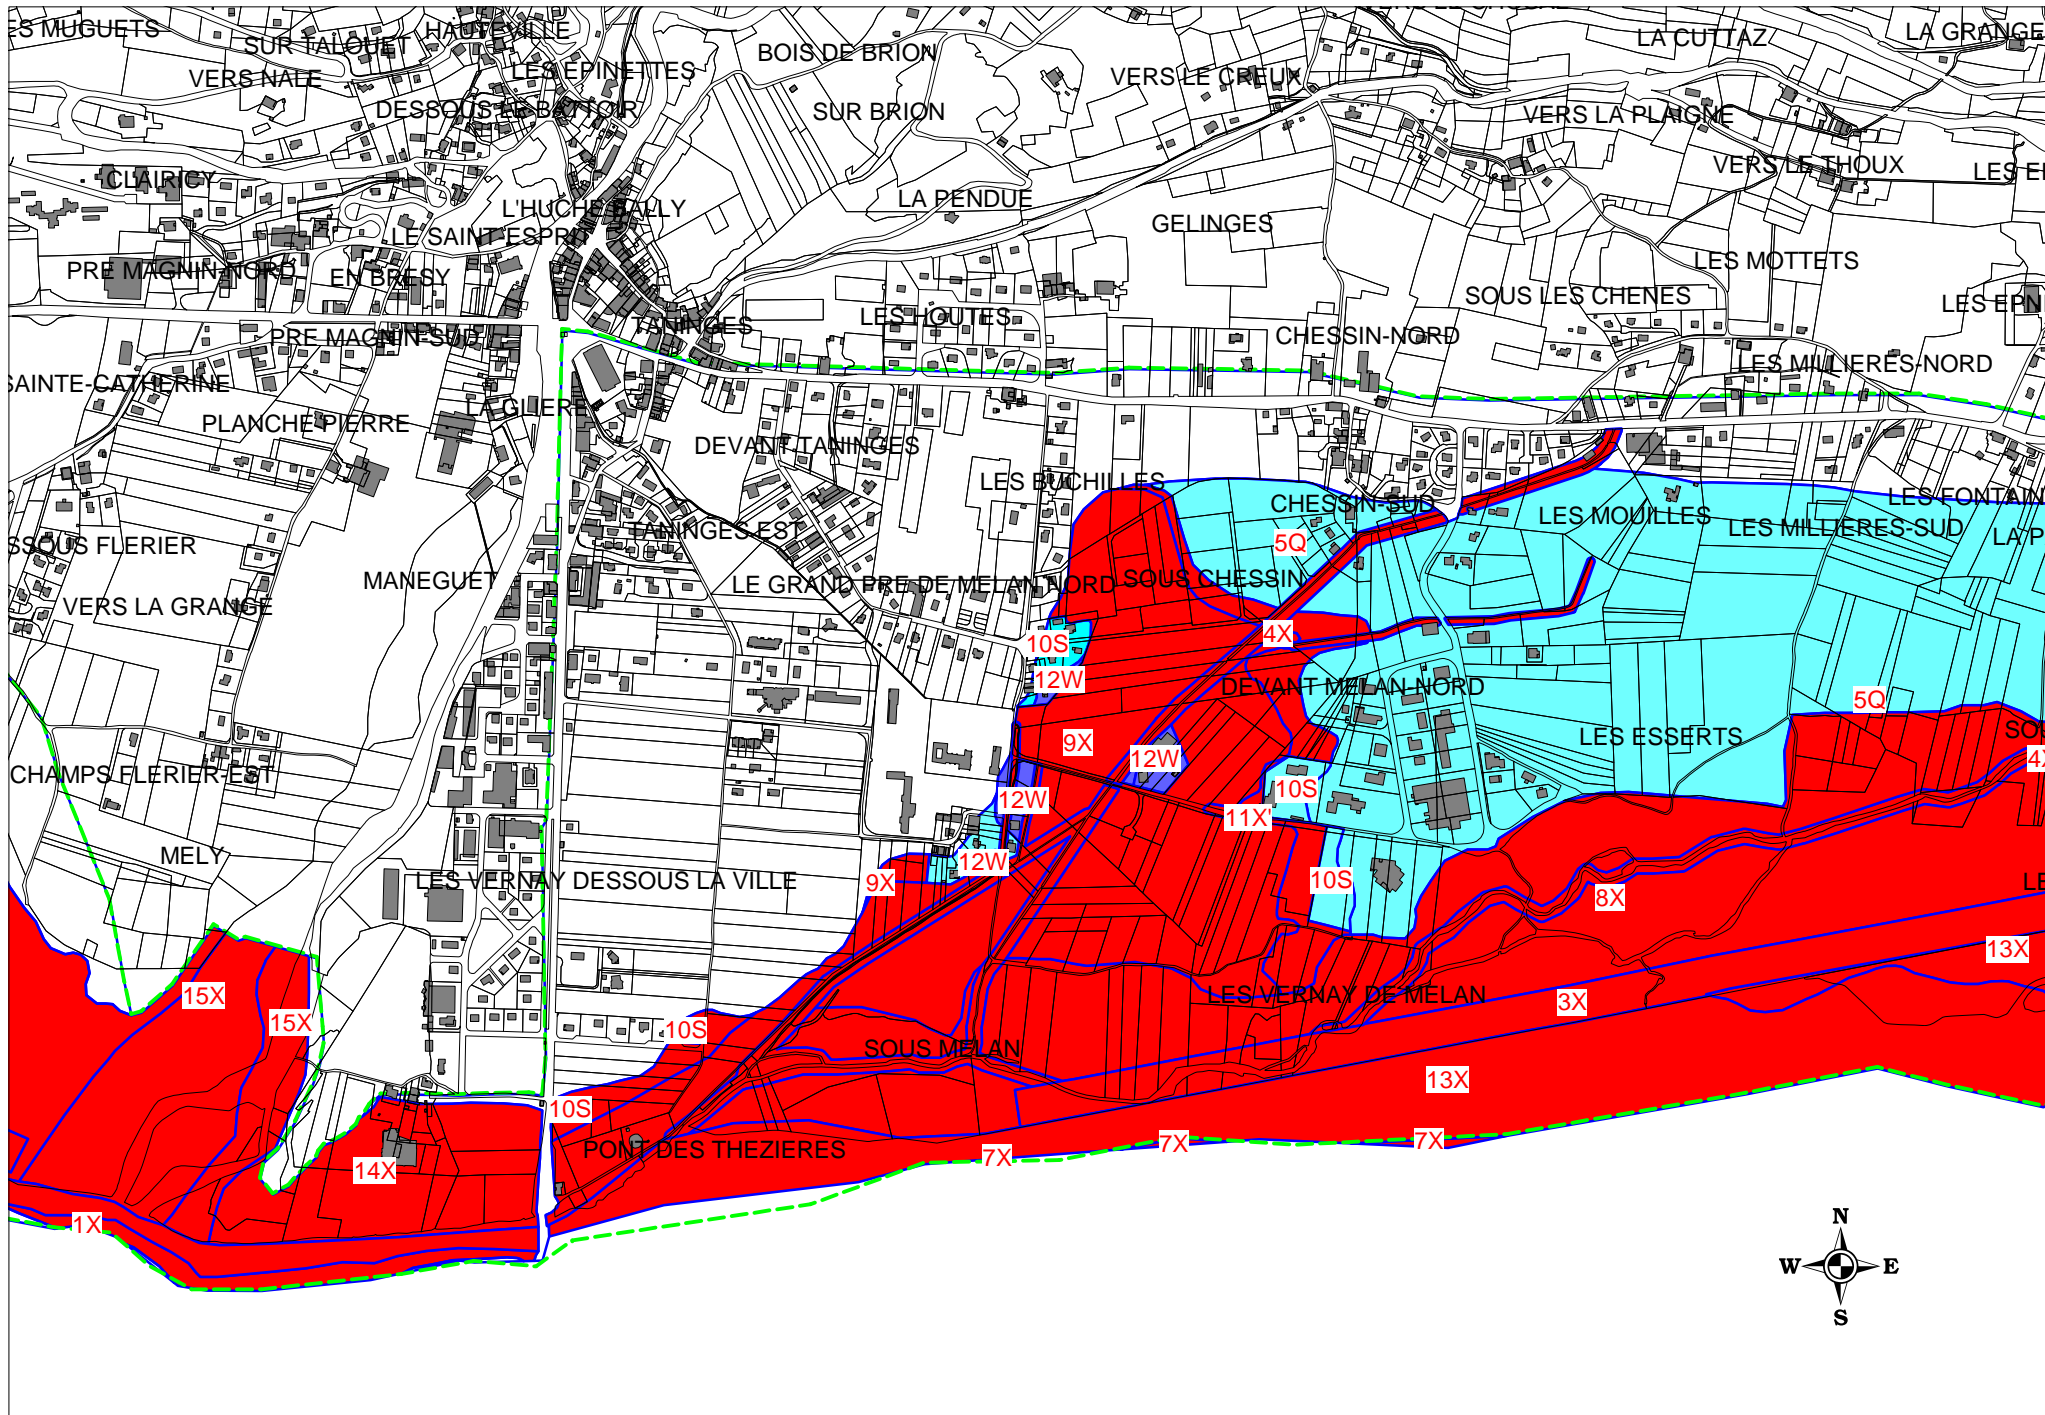 ES MUGUETS
SUR TALOUET
HAUTEVILLE
BOIS DE BRION
LA CUTTAZ
LA GRANGE
VERS NALE
LES EPINETTES
VERS LE CREUX
DESSOUS LE BATTOIR
SUR BRION
VERS LA PLAIGNE
CLAIRICY
VERS LE THOUX
LES EP
L'HUCHE BALLY
LA PENDUE
LE SAINT ESPRIT
GELINGES
PRE MAGNIN-NORD
EN BRESY
LES MOTTETS
SOUS LES CHENES
LES EPN
PRE MAGNIN-SUD
TANINGES
LES HOUTES
CHESSIN-NORD
LES MILLIERES-NORD
SAINTE-CATHERINE
PLANCHE PIERRE
LA GLIERE
DEVANT TANINGES
LES BUCHILLES
CHESSIN-SUD
LES FONTAIN
LES MOUILLES
LES MILLIERES-SUD
LA P
SSOUS FLERIER
TANINGES EST
5Q
MANEGUET
LE GRAND PRE DE MELAN NORD
SOUS CHESSIN
VERS LA GRANGE
10S
4X
12W
DEVANT MELAN-NORD
5Q
9X
12W
LES ESSERTS
SOU
4X
CHAMPS FLERIER-EST
12W
10S
11X'
MELY
12W
LES VERNAY DESSOUS LA VILLE
9X
10S
8X
LE
13X
15X
15X
LES VERNAY DE MELAN
3X
10S
SOUS MELAN
13X
10S
PONT DES THEZIERES
7X
7X
7X
14X
1X
N
W
E
S